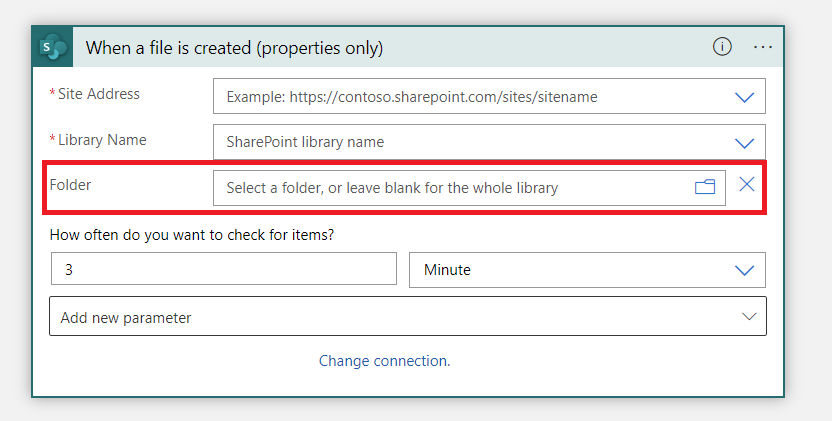 S
When a file is created (properties only)
* Site Address
Example: https://contoso.sharepoint.com/sites/sitename
* Library Name
SharePoint library name
Folder
Select a folder, or leave blank for the whole library
How often do you want to check for items?
3
Minute
Add new parameter
Change connection.